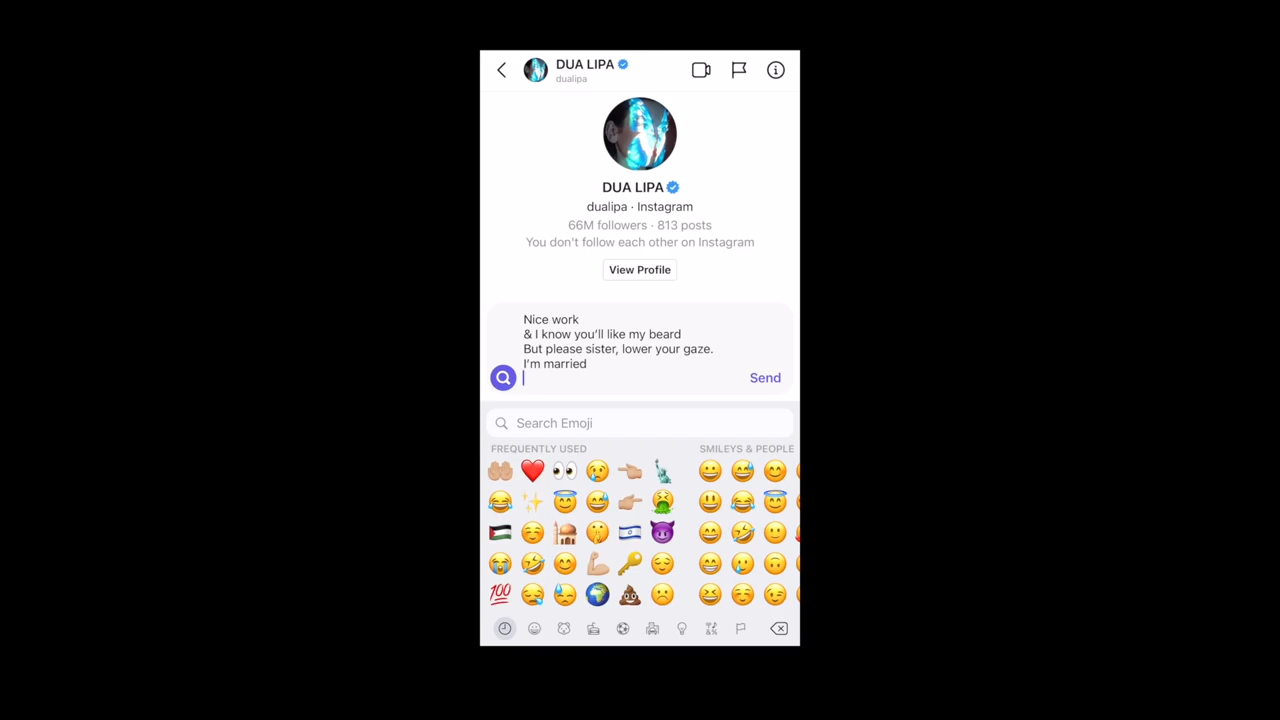 DUA LIPA
dualipa
DUA LIPA
dualipa · Instagram
66M followers · 813 posts
You don't follow each other on Instagram
View Profile
Nice work
& I know you'll like my beard
But please sister, lower your gaze.
I'm married
Send
Search Emoji
FREQUENTLY USED
SMILEYS & PEOPLE
100